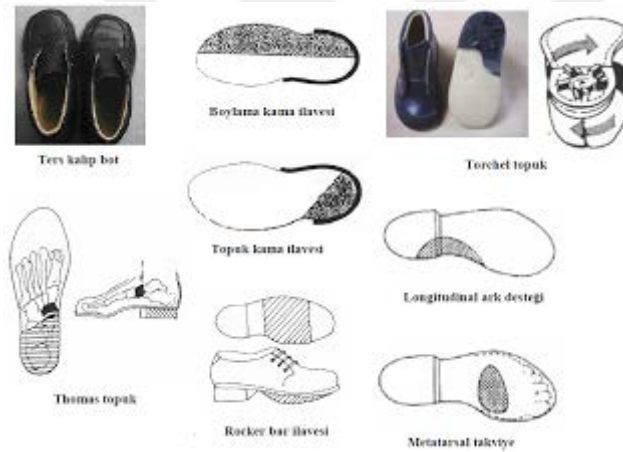 Ters kalıp bot
Boylama kama ilavesi
Torchel topuk
Topuk kama ilavesi
Longitudinal ark desteği
Thomas topuk
Rocker bar ilavesi
Metatarsal takviye